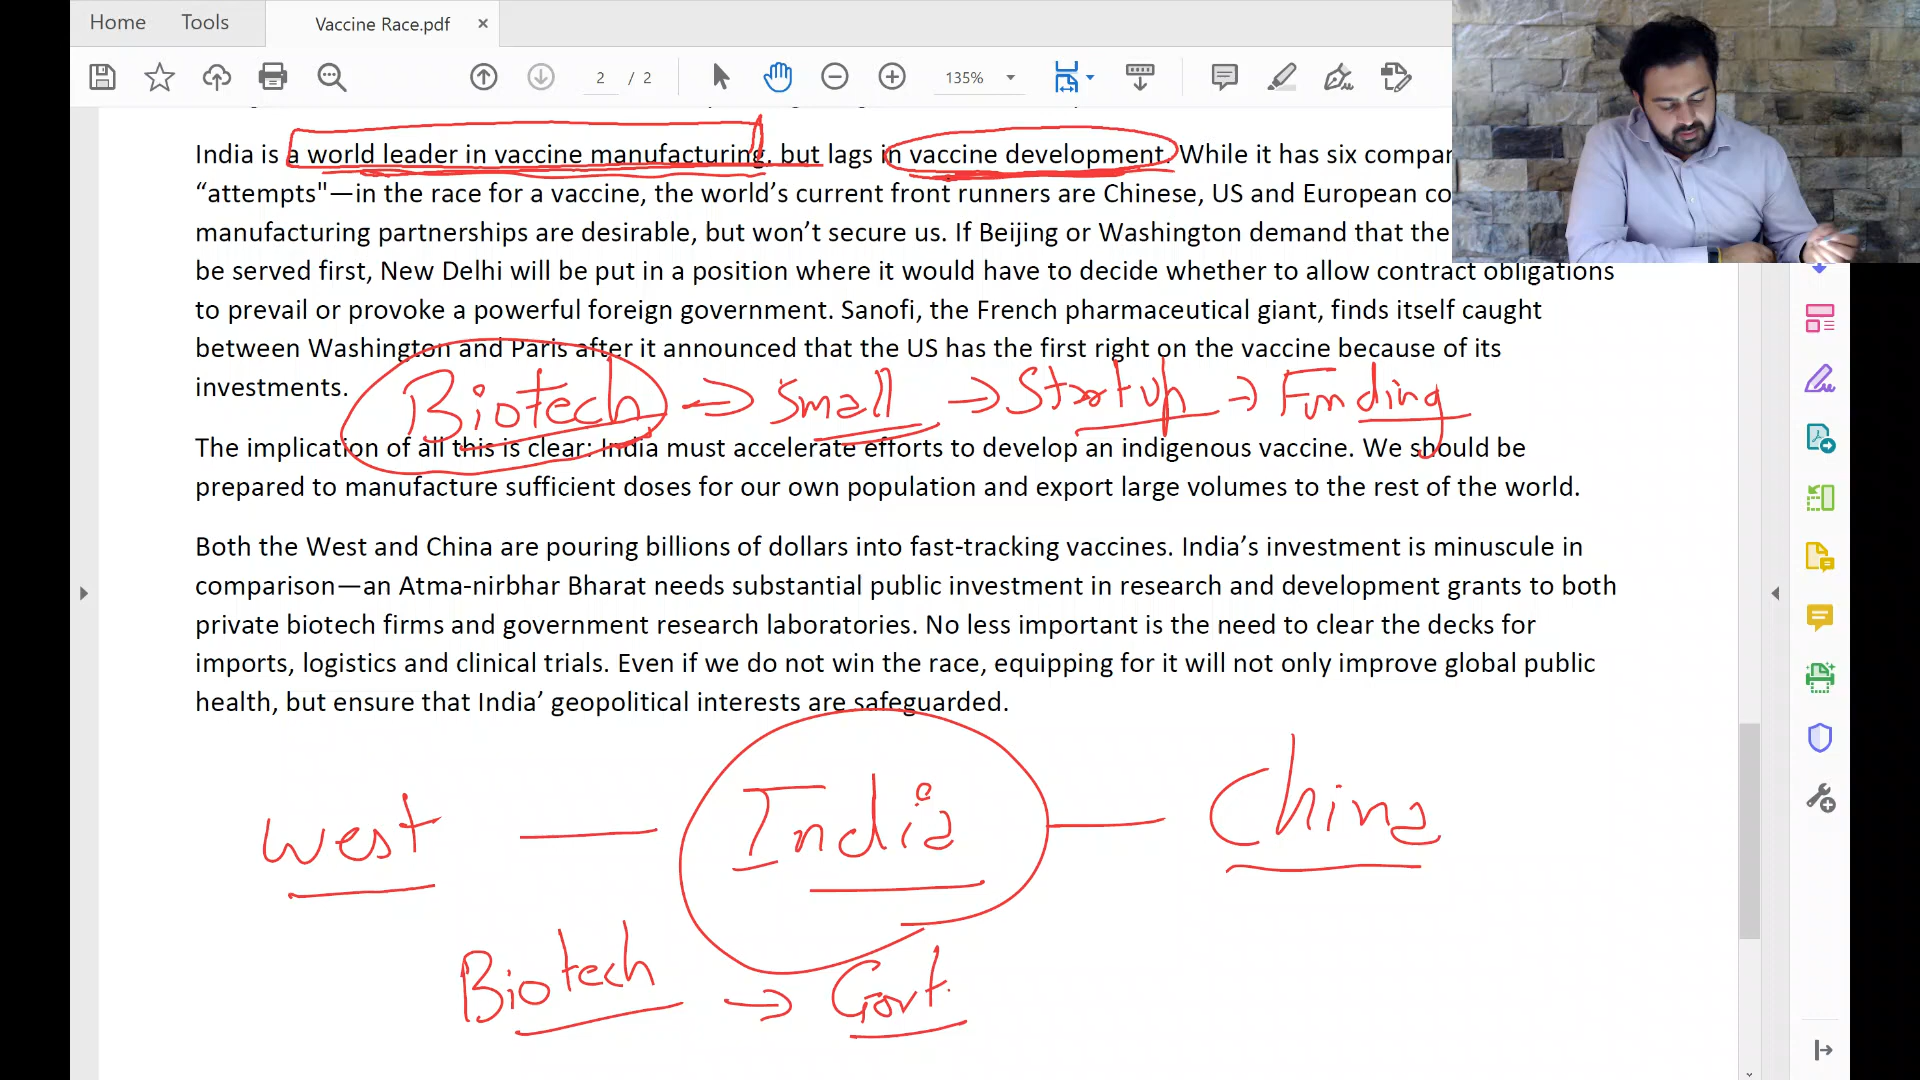 Home Tools Vaccine Race.pdf ×
2 / 2 135%
India is a world leader in vaccine manufacturing, but lags in vaccine development. While it has six compan
“attempts"—in the race for a vaccine, the world’s current front runners are Chinese, US and European co
manufacturing partnerships are desirable, but won’t secure us. If Beijing or Washington demand that the
be served first, New Delhi will be put in a position where it would have to decide whether to allow contract obligations
to prevail or provoke a powerful foreign government. Sanofi, the French pharmaceutical giant, finds itself caught
between Washington and Paris after it announced that the US has the first right on the vaccine because of its
investments.
Biotech → Small → Startup → Funding
The implication of all this is clear: India must accelerate efforts to develop an indigenous vaccine. We should be
prepared to manufacture sufficient doses for our own population and export large volumes to the rest of the world.
Both the West and China are pouring billions of dollars into fast-tracking vaccines. India’s investment is minuscule in
comparison—an Atma-nirbhar Bharat needs substantial public investment in research and development grants to both
private biotech firms and government research laboratories. No less important is the need to clear the decks for
imports, logistics and clinical trials. Even if we do not win the race, equipping for it will not only improve global public
health, but ensure that India’ geopolitical interests are safeguarded.
West — India — China
Biotech → Govt.